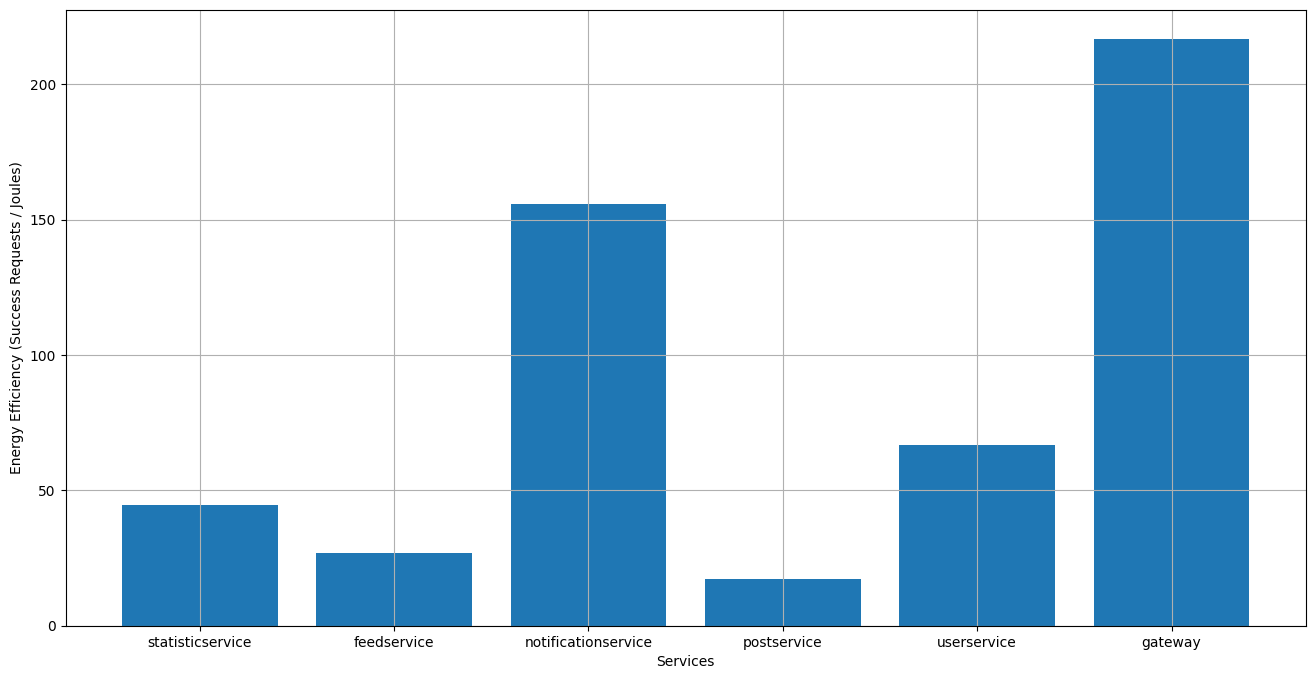 Energy Efficiency (Success Requests / Joules)
200
150
100
50
0
statisticservice feedservice notificationservice postservice userservice gateway
Services